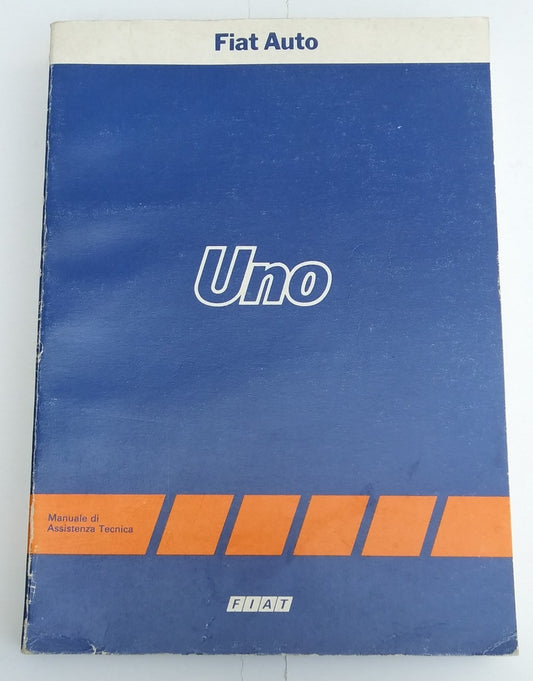 Fiat Auto
Uno
Manuale di
Assistenza Tecnica
FIAT